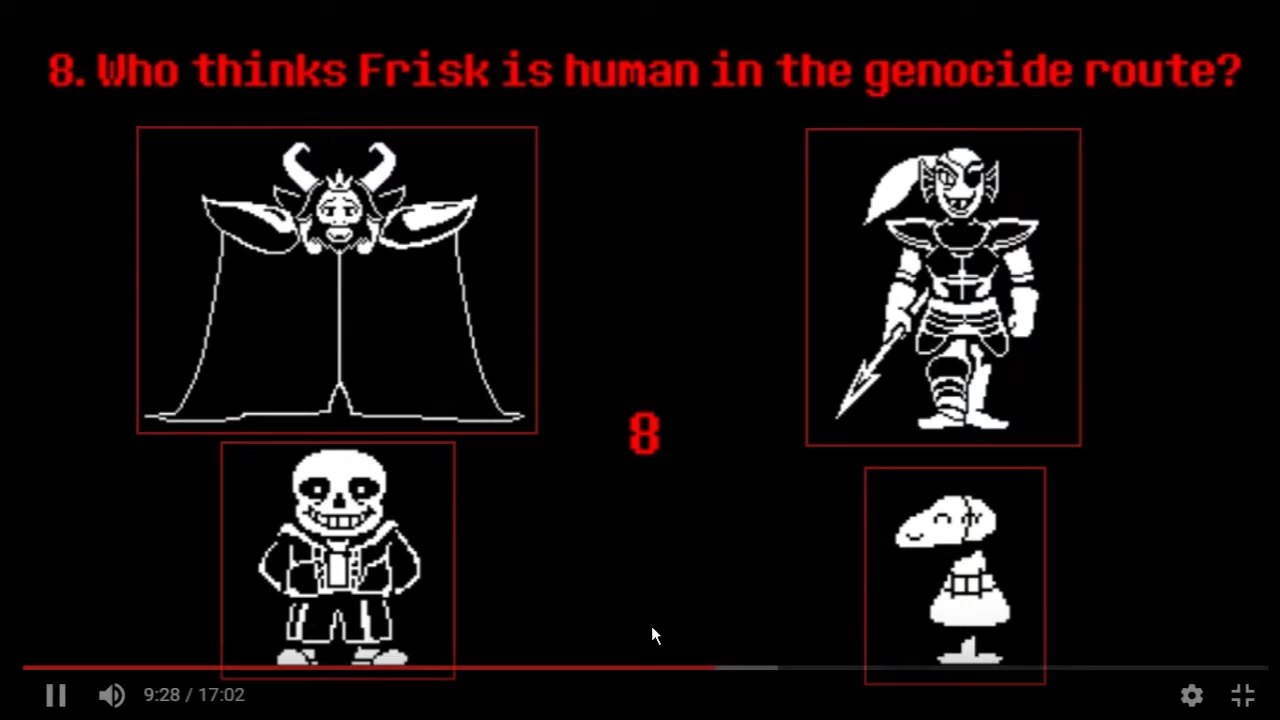 8. Who thinks Frisk is human in the genocide route?
8
9:28 / 17:02